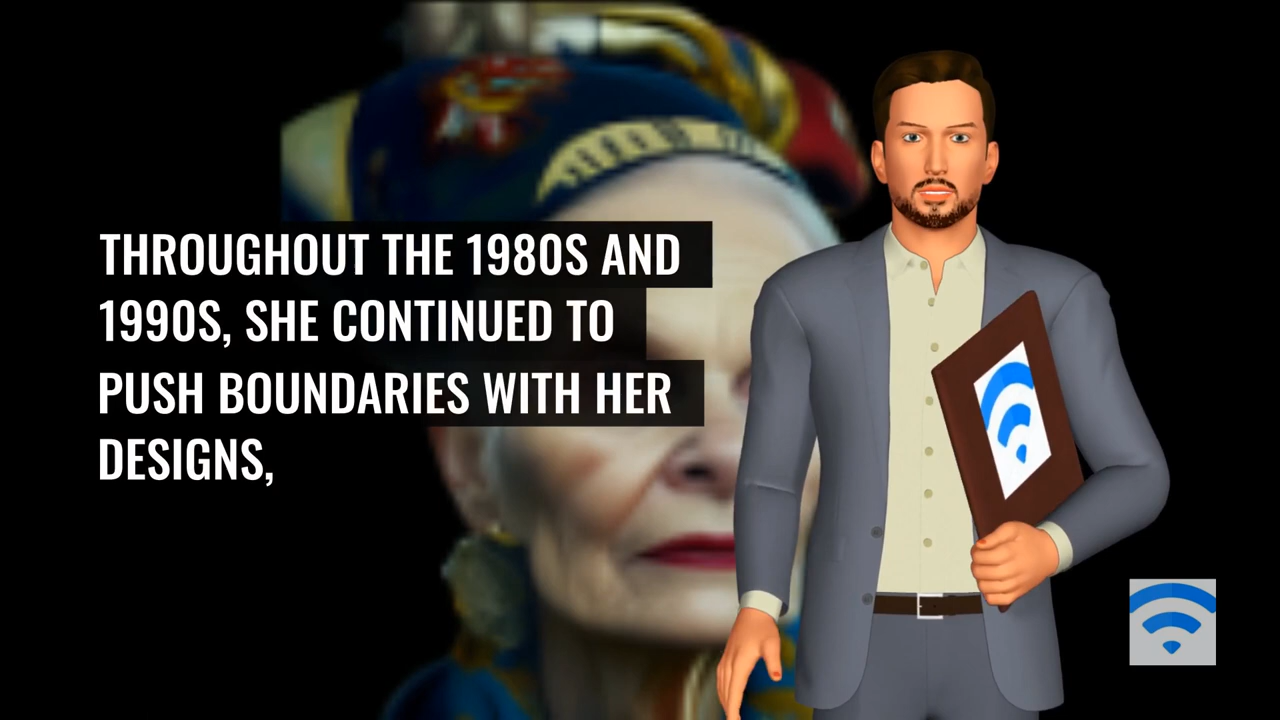 THROUGHOUT THE 1980S AND
1990S, SHE CONTINUED TO
PUSH BOUNDARIES WITH HER
DESIGNS,